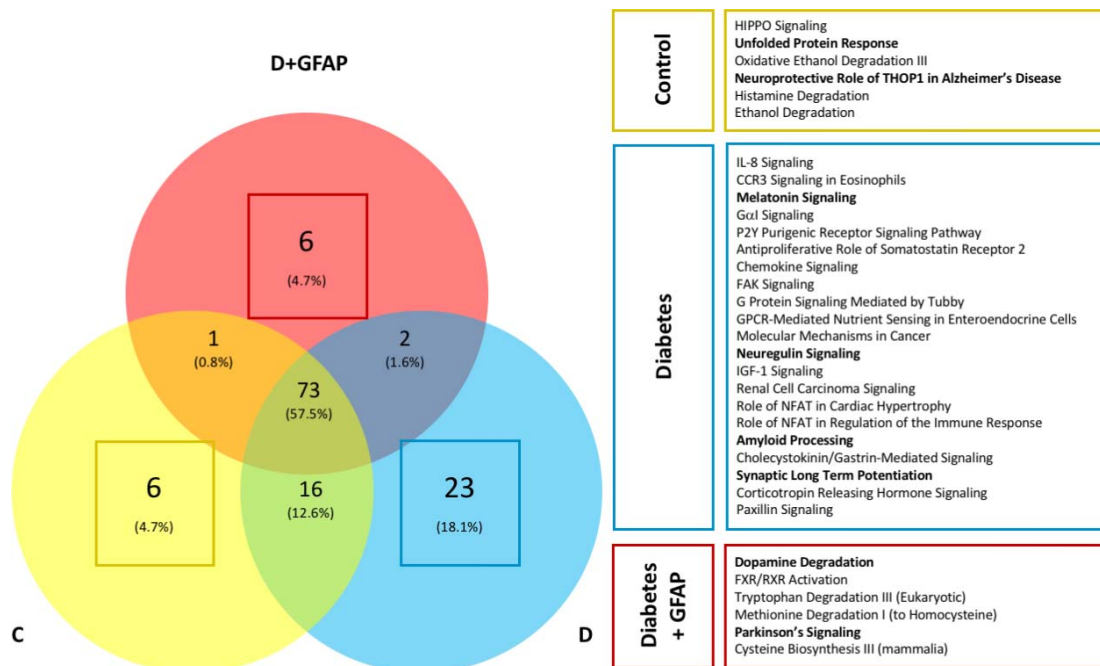 D+GFAP
6
(4.7%)
1
(0.8%)
2
(1.6%)
73
(57.5%)
6
(4.7%)
16
(12.6%)
23
(18.1%)
C
D
Control
HIPPO Signaling
Unfolded Protein Response
Oxidative Ethanol Degradation III
Neuroprotective Role of THOP1 in Alzheimer's Disease
Histamine Degradation
Ethanol Degradation
Diabetes
IL-8 Signaling
CCR3 Signaling in Eosinophils
Melatonin Signaling
GαI Signaling
P2Y Purigenic Receptor Signaling Pathway
Antiproliferative Role of Somatostatin Receptor 2
Chemokine Signaling
FAK Signaling
G Protein Signaling Mediated by Tubby
GPCR-Mediated Nutrient Sensing in Enteroendocrine Cells
Molecular Mechanisms in Cancer
Neuregulin Signaling
IGF-1 Signaling
Renal Cell Carcinoma Signaling
Role of NFAT in Cardiac Hypertrophy
Role of NFAT in Regulation of the Immune Response
Amyloid Processing
Cholecystokinin/Gastrin-Mediated Signaling
Synaptic Long Term Potentiation
Corticotropin Releasing Hormone Signaling
Paxillin Signaling
Diabetes
+ GFAP
Dopamine Degradation
FXR/RXR Activation
Tryptophan Degradation III (Eukaryotic)
Methionine Degradation I (to Homocysteine)
Parkinson's Signaling
Cysteine Biosynthesis III (mammalia)